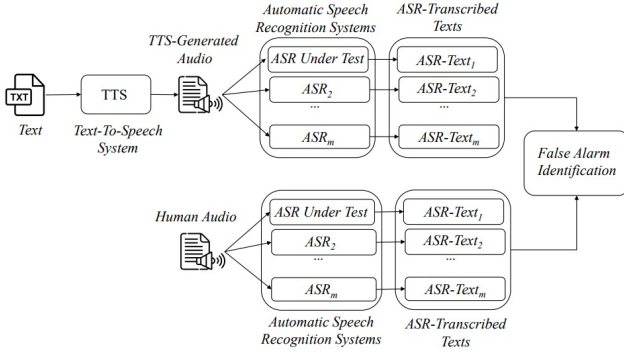 Automatic Speech
Recognition Systems
ASR-Transcribed
Texts
TTS-Generated
Audio
ASR Under Test
ASR-Text1
TXT
Text
TTS
Text-To-Speech
System
ASR2
ASR-Text2
...
...
ASRm
ASR-Textm
False Alarm
Identification
Human Audio
ASR Under Test
ASR-Text1
ASR2
ASR-Text2
...
...
ASRm
ASR-Textm
Automatic Speech
Recognition Systems
ASR-Transcribed
Texts